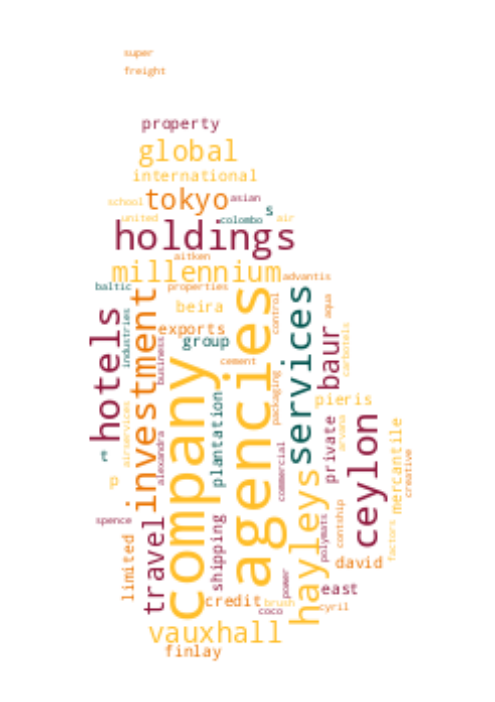 super
freight
property
global
international
school
tokyo
asian
united
colombo
s
air
holdings
aitken
millennium
advantis
baltic
properties
hotels
industries
investment
business
beira
exports
group
company
agencies
control
services
aqua
baur
carbotels
cement
packaging
pieris
r
airservices
p
alexandra
plantation
commercial
private
arvana
ceylon
mercantile
creative
spence
limited
travel
shipping
hayleys
polymats
contship
factors
david
power
east
credit
brush
coco
cyril
vauxhall
finlay